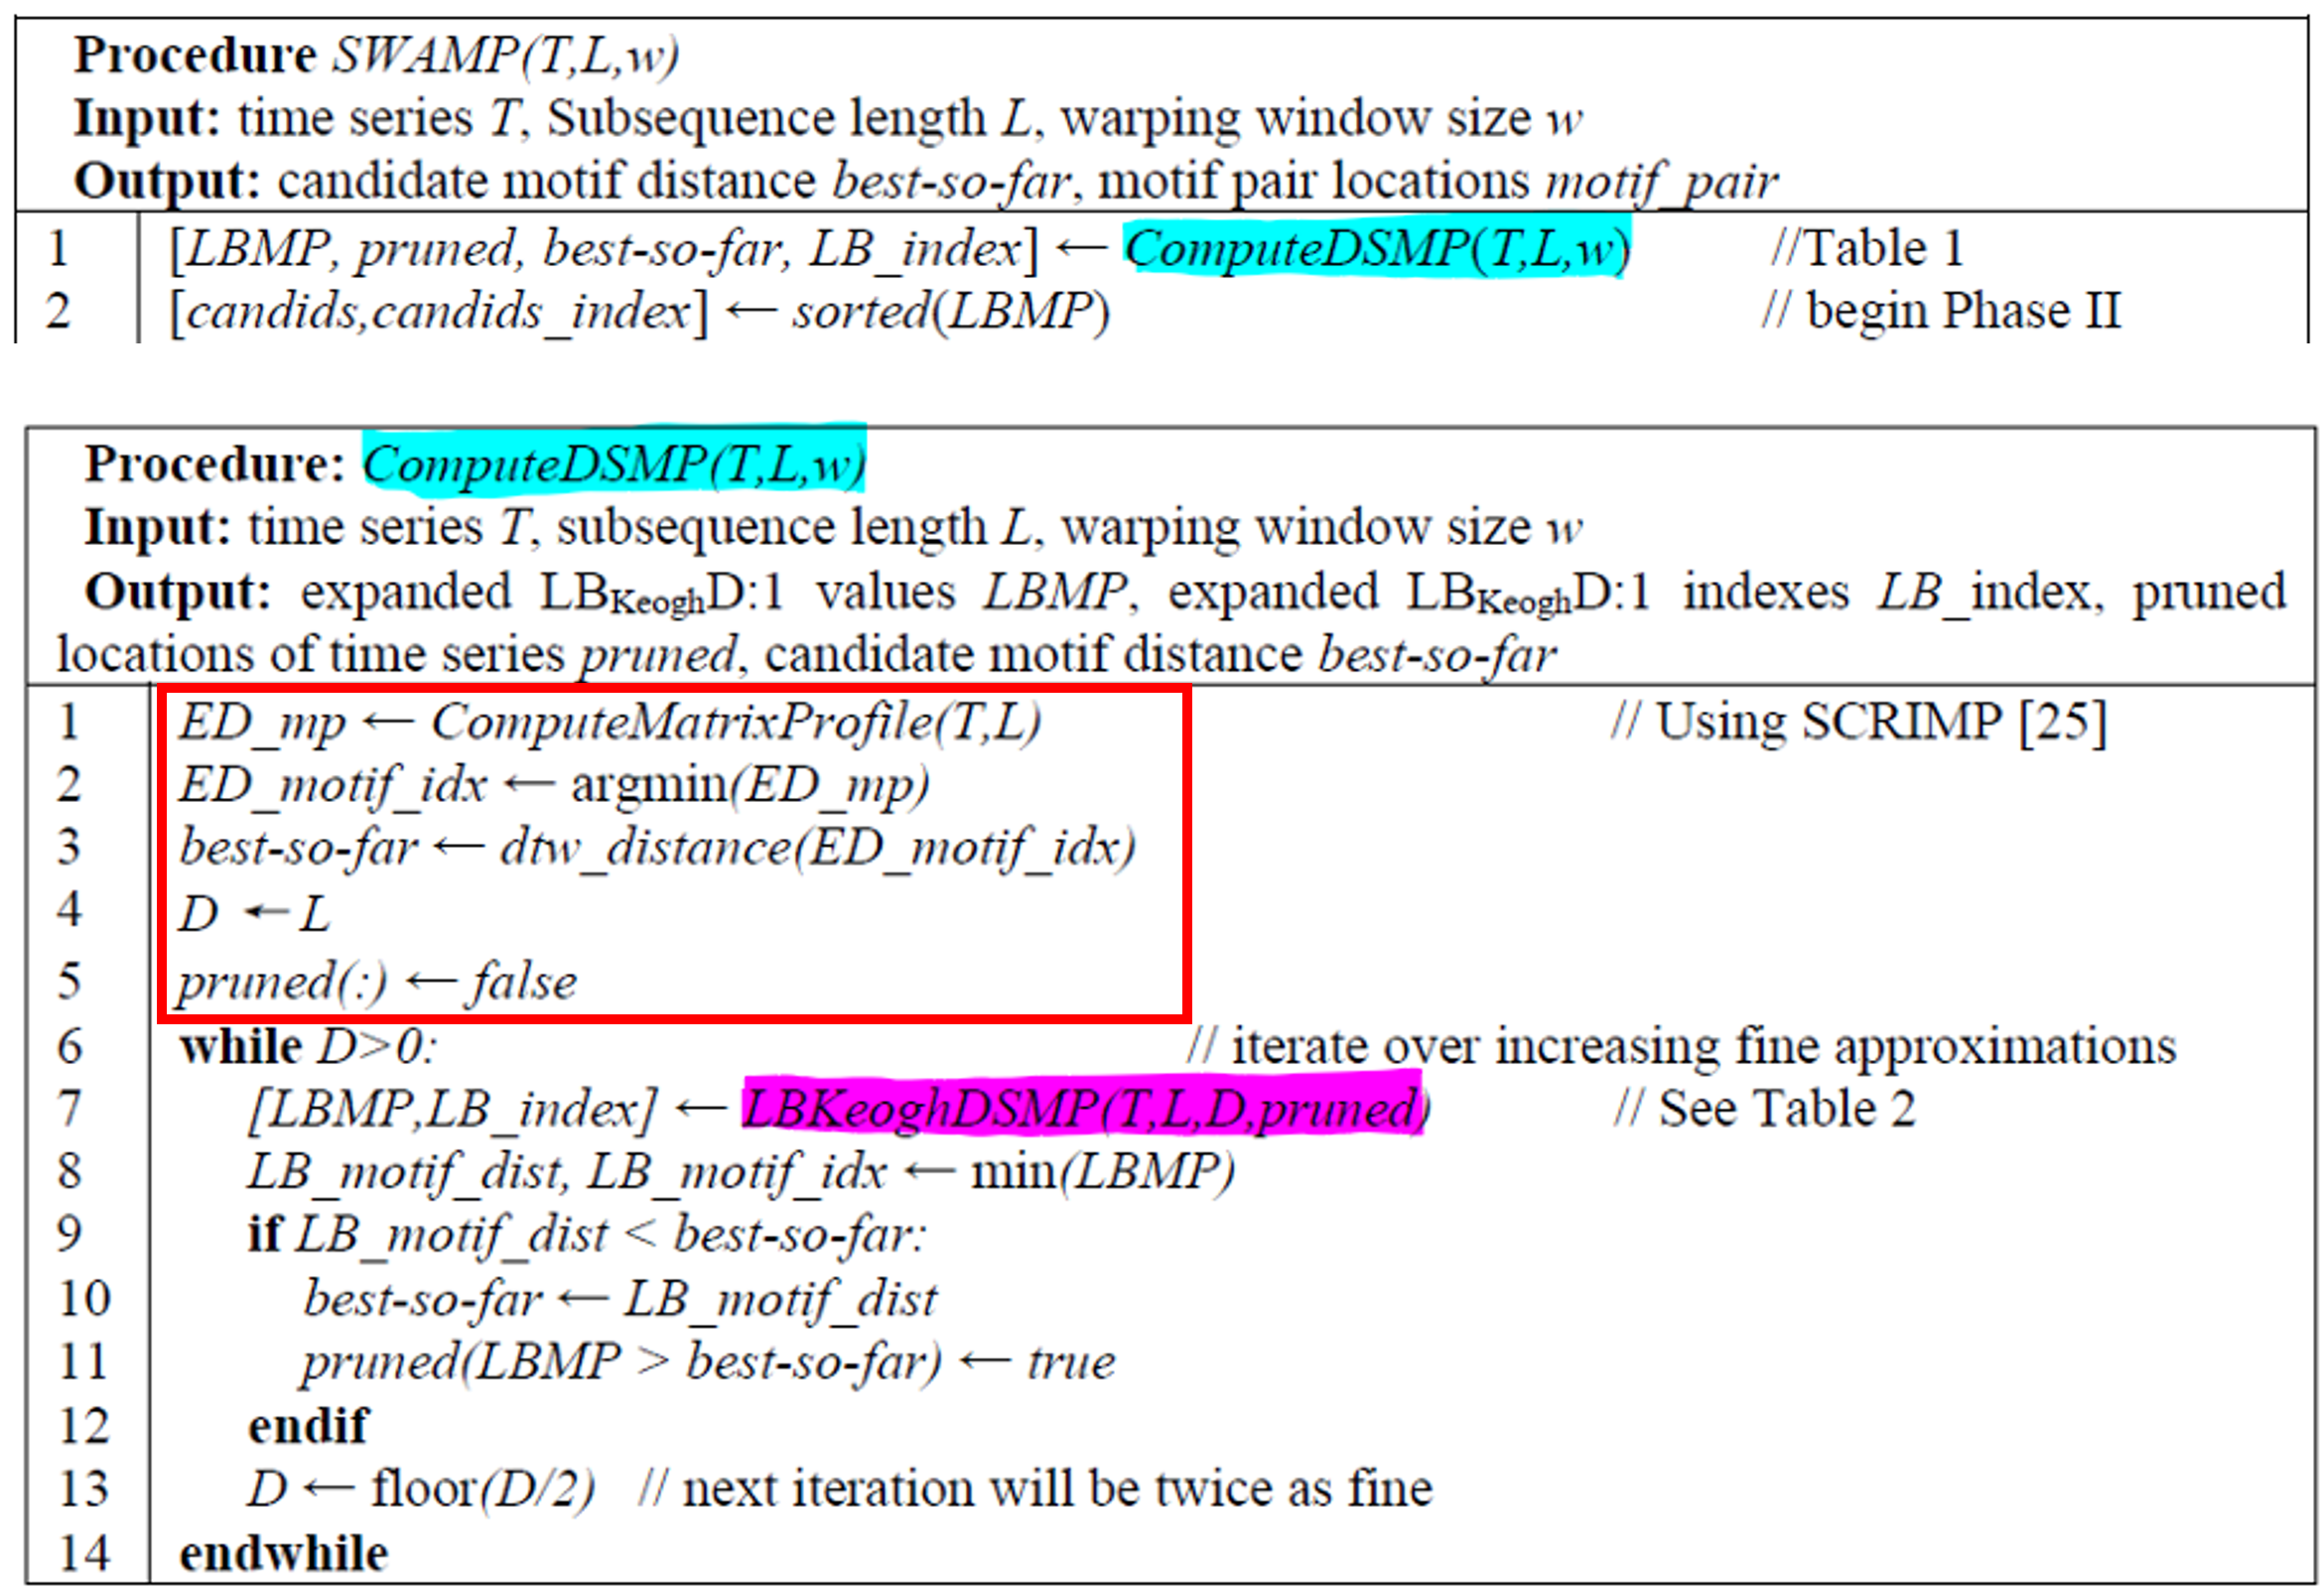 Procedure SWAMP(T,L,w)
Input: time series T, Subsequence length L, warping window size w
Output: candidate motif distance best-so-far, motif pair locations motif_pair
1 [LBMP, pruned, best-so-far, LB_index] ← ComputeDSMP(T,L,w) //Table 1
2 [candids,candids_index] ← sorted(LBMP) // begin Phase II
Procedure: ComputeDSMP(T,L,w)
Input: time series T, subsequence length L, warping window size w
Output: expanded LBKeoghD:1 values LBMP, expanded LBKeoghD:1 indexes LB_index, pruned
locations of time series pruned, candidate motif distance best-so-far
1 ED_mp ← ComputeMatrixProfile(T,L) // Using SCRIMP [25]
2 ED_motif_idx ← argmin(ED_mp)
3 best-so-far ← dtw_distance(ED_motif_idx)
4 D ← L
5 pruned(:) ← false
6 while D>0: // iterate over increasing fine approximations
7 [LBMP,LB_index] ← LBKeoghDSMP(T,L,D,pruned) // See Table 2
8 LB_motif_dist, LB_motif_idx ← min(LBMP)
9 if LB_motif_dist < best-so-far:
10 best-so-far ← LB_motif_dist
11 pruned(LBMP > best-so-far) ← true
12 endif
13 D ← floor(D/2) // next iteration will be twice as fine
14 endwhile